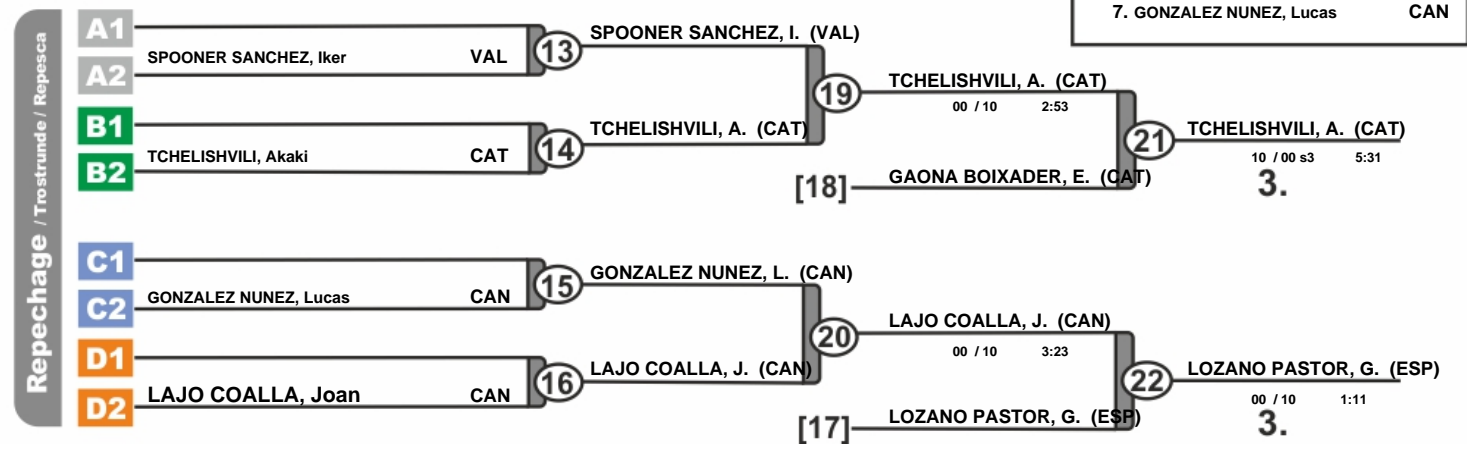 7. GONZALEZ NUNEZ, Lucas CAN
Repechage / Trostrunde / Repesca
A1
SPOONER SANCHEZ, Iker VAL
A2
13
SPOONER SANCHEZ, I. (VAL)
B1
TCHELISHVILI, Akaki CAT
B2
14
TCHELISHVILI, A. (CAT)
19
TCHELISHVILI, A. (CAT)
00 / 10 2:53
[18]
GAONA BOIXADER, E. (CAT)
21
TCHELISHVILI, A. (CAT)
10 / 00 s3 5:31
3.
C1
GONZALEZ NUNEZ, Lucas CAN
C2
15
GONZALEZ NUNEZ, L. (CAN)
D1
LAJO COALLA, Joan CAN
D2
16
LAJO COALLA, J. (CAN)
20
LAJO COALLA, J. (CAN)
00 / 10 3:23
[17]
LOZANO PASTOR, G. (ESP)
22
LOZANO PASTOR, G. (ESP)
00 / 10 1:11
3.